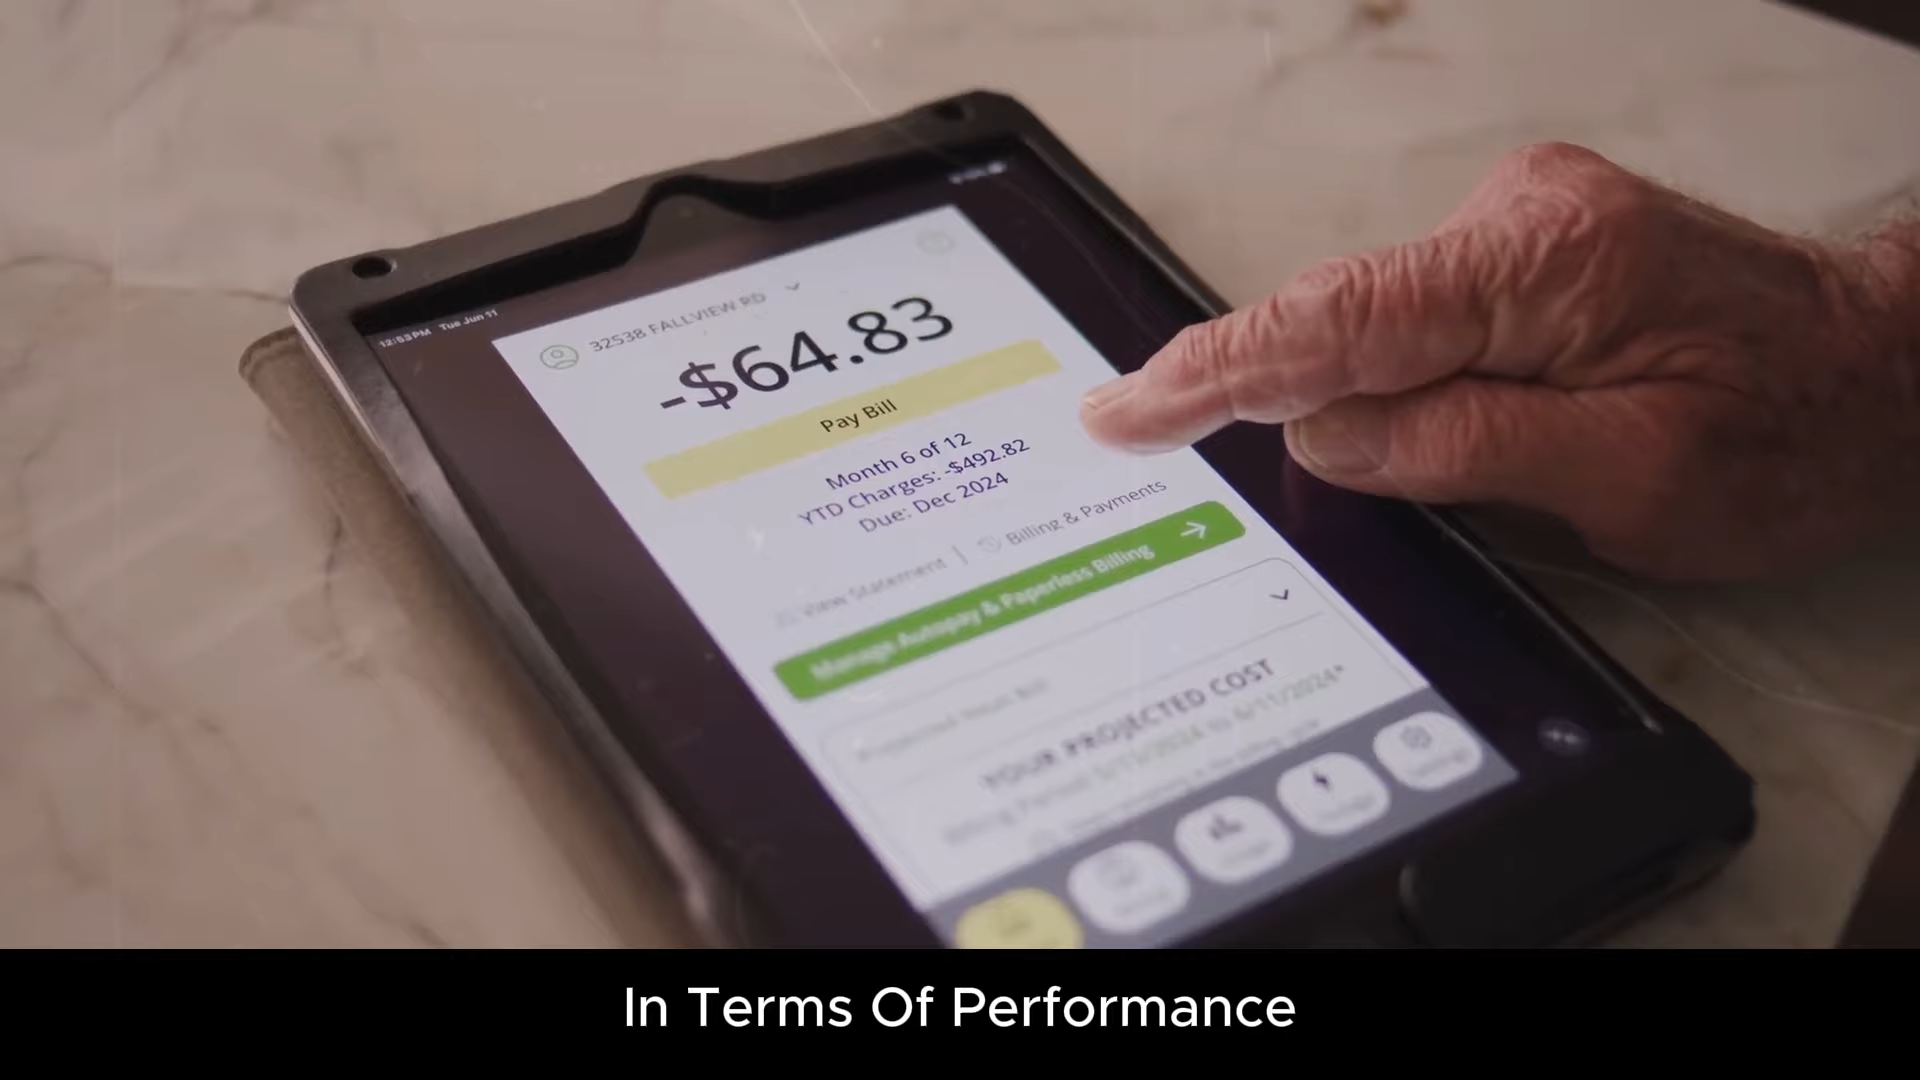 12:53 PM Tue Jun 11
32538 FALLVIEW RD
-$64.83
Pay Bill
Month 6 of 12
YTD Charges: -$492.82
Due: Dec 2024
View Statement | Billing & Payments
Manage Autopay & Paperless Billing
YOUR PROJECTED COST
In Terms Of Performance